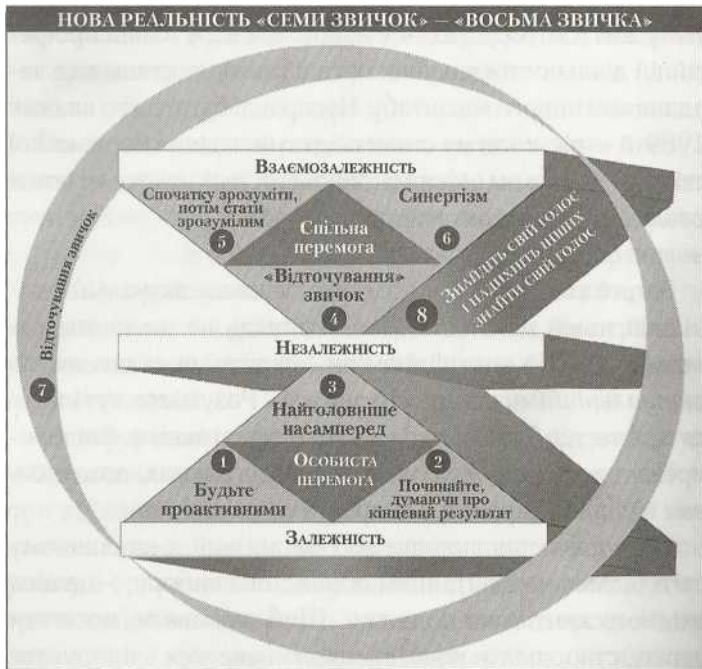 НОВА РЕАЛЬНІСТЬ «СЕМИ ЗВИЧОК» — «ВОСЬМА ЗВИЧКА»
ВЗАЄМОЗАЛЕЖНІСТЬ
Спочатку зрозуміти,
потім стати
зрозумілим
5
Спільна
перемога
Синергізм
6
«Відточування»
звичок
4
8
Знайдіть свій голос
і надихніть інших
знайти свій голос
Відточування звичок
7
НЕЗАЛЕЖНІСТЬ
3
Найголовніше
насамперед
1
Будьте
проактивними
ОСОБИСТА
ПЕРЕМОГА
2
Починайте,
думаючи про
кінцевий результат
ЗАЛЕЖНІСТЬ